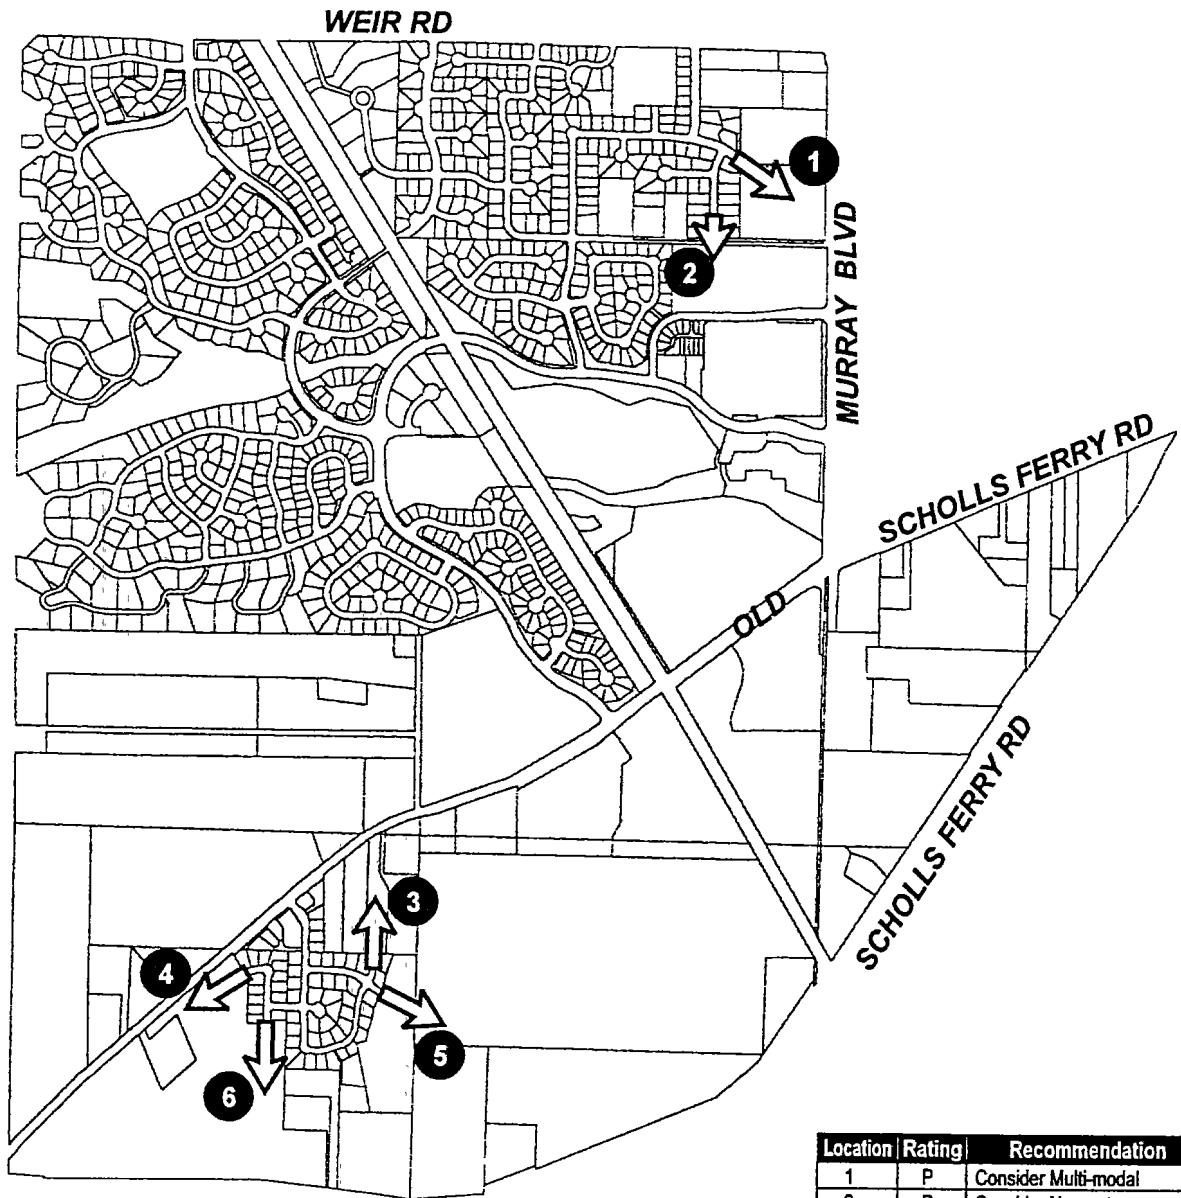 WEIR RD
1
2
MURRAY BLVD
SCHOLLS FERRY RD
OLD
SCHOLLS FERRY RD
3
4
5
6
Location Rating Recommendation
1 P Consider Multi-modal